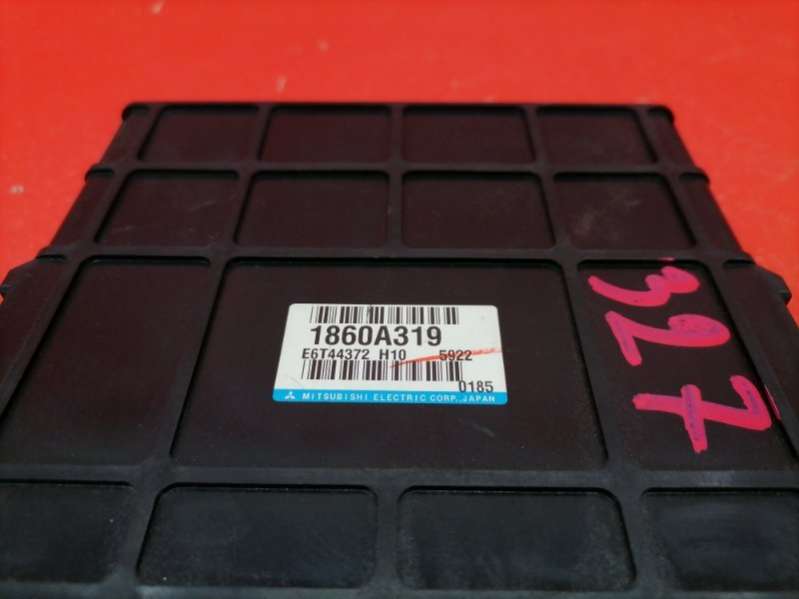 1860A319
E6T44372 H10 5922
0185
MITSUBISHI ELECTRIC CORP. JAPAN
327